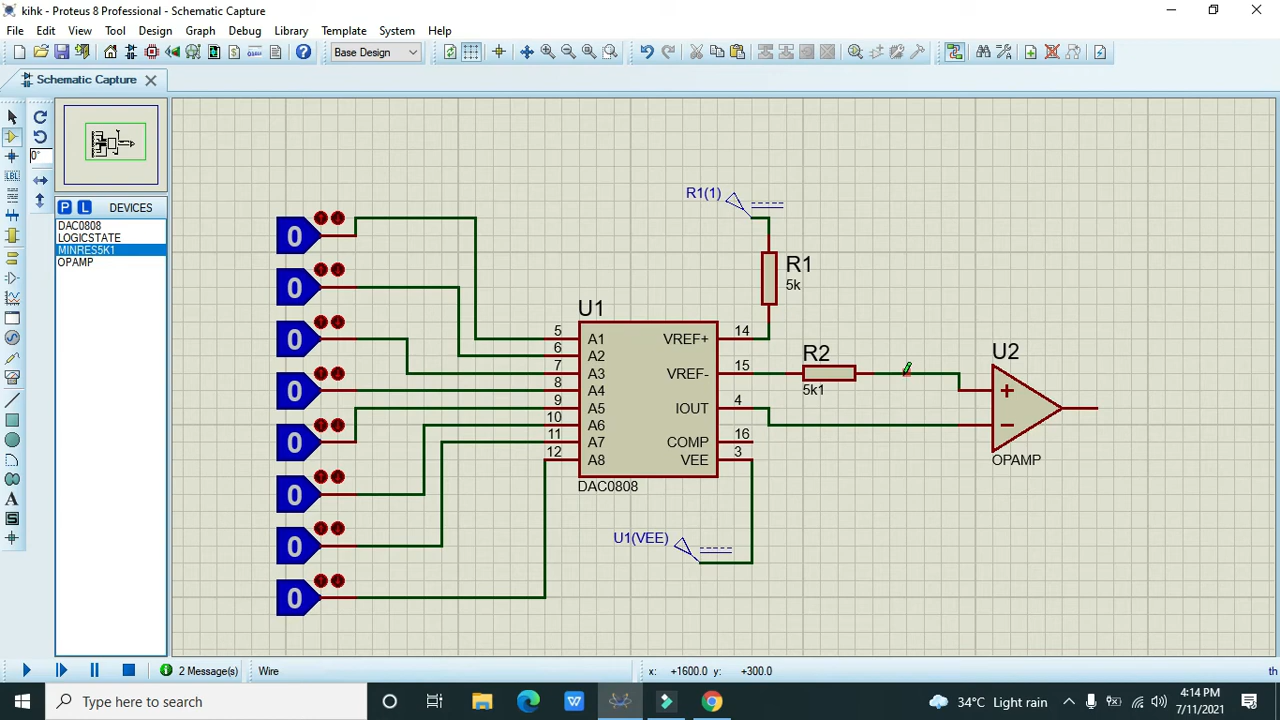 kihk - Proteus 8 Professional - Schematic Capture
File Edit View Tool Design Graph Debug Library Template System Help
Base Design
Schematic Capture
0°
P L DEVICES
DAC0808
LOGICSTATE
MINRES5K1
OPAMP
R1(1)
0
0
0
0
0
0
0
0
R1
5k
U1
5 A1
6 A2
7 A3
8 A4
9 A5
10 A6
11 A7
12 A8
VREF+ 14
VREF- 15
IOUT 4
COMP 16
VEE 3
DAC0808
R2
5k1
U2
+
−
OPAMP
U1(VEE)
2 Message(s) Wire x: +1600.0 y: +300.0 th
Type here to search
34°C Light rain
4:14 PM
7/11/2021